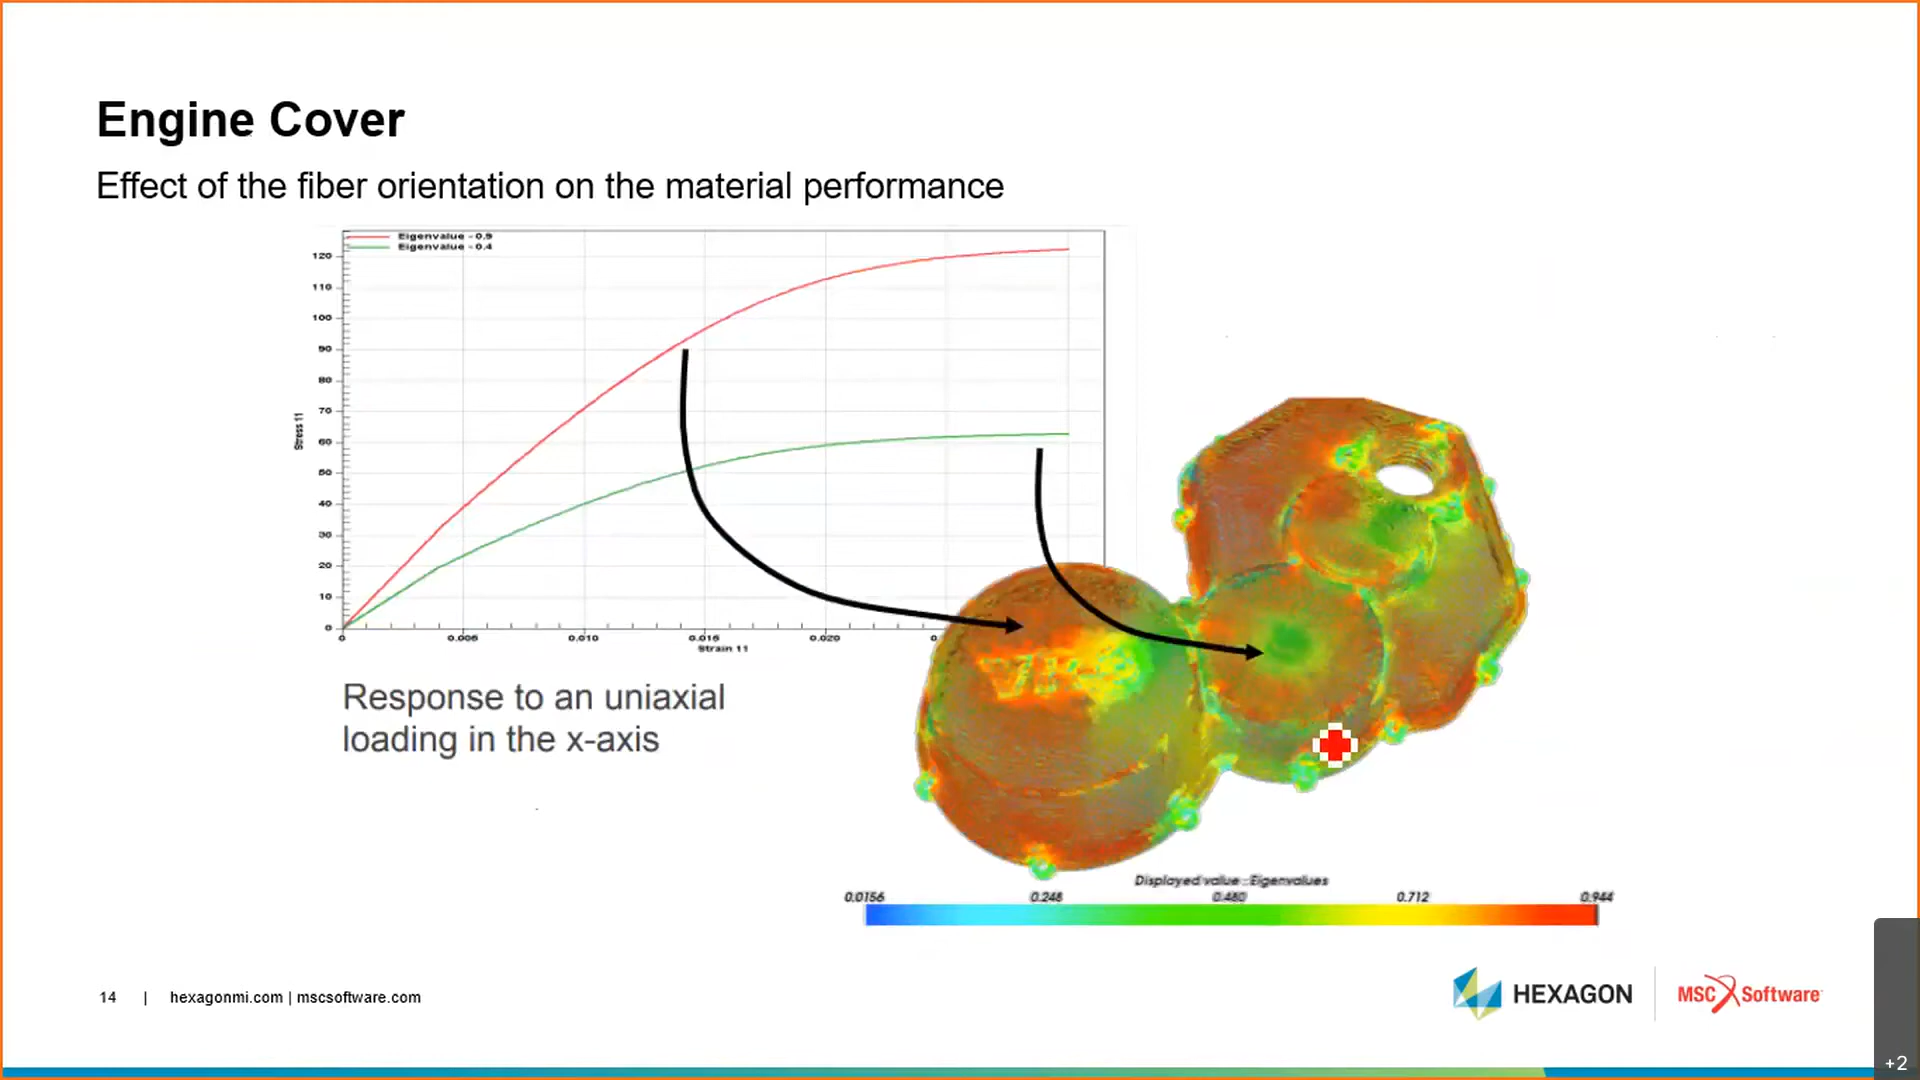 Engine Cover
Effect of the fiber orientation on the material performance
Eigenvalue - 0.9
Eigenvalue - 0.4
120
110
100
90
80
70
60
50
40
30
20
10
0
Stress 11
0 0.005 0.010 0.015 0.020 0.
Strain 11
Response to an uniaxial
loading in the x-axis
Displayed value : Eigenvalues
0.0156 0.248 0.480 0.712 0.944
14 | hexagonmi.com | mscsoftware.com
HEXAGON
MSC Software
+2